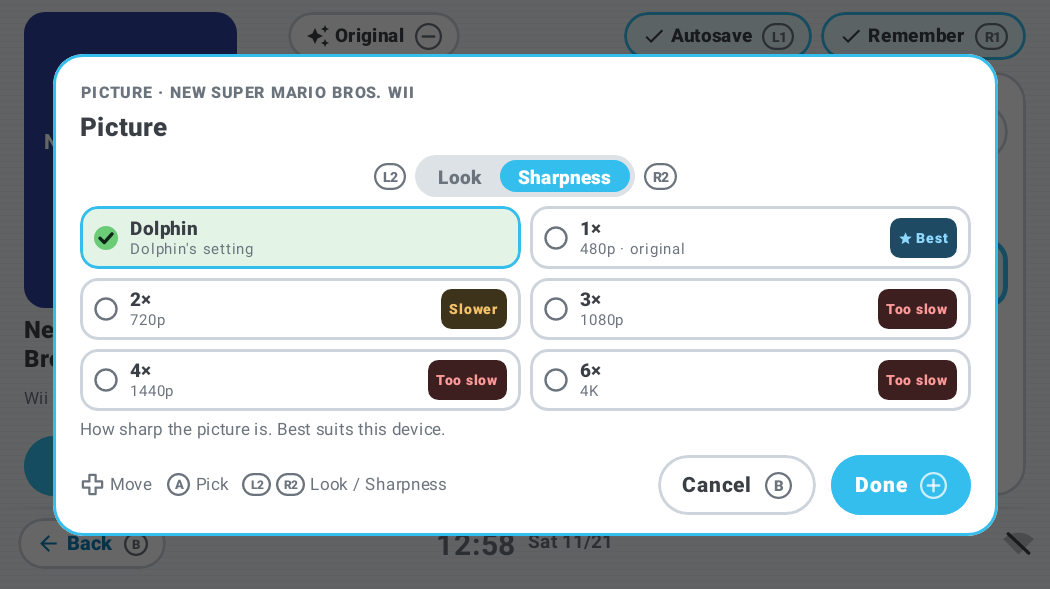 Original
Autosave L1
Remember R1
PICTURE · NEW SUPER MARIO BROS. WII
Picture
L2 Look Sharpness R2
Dolphin
Dolphin's setting
1×
480p · original
Best
2×
720p
Slower
3×
1080p
Too slow
4×
1440p
Too slow
6×
4K
Too slow
How sharp the picture is. Best suits this device.
Move A Pick L2 R2 Look / Sharpness
Cancel B
Done
Wii
Back B
12:58 Sat 11/21